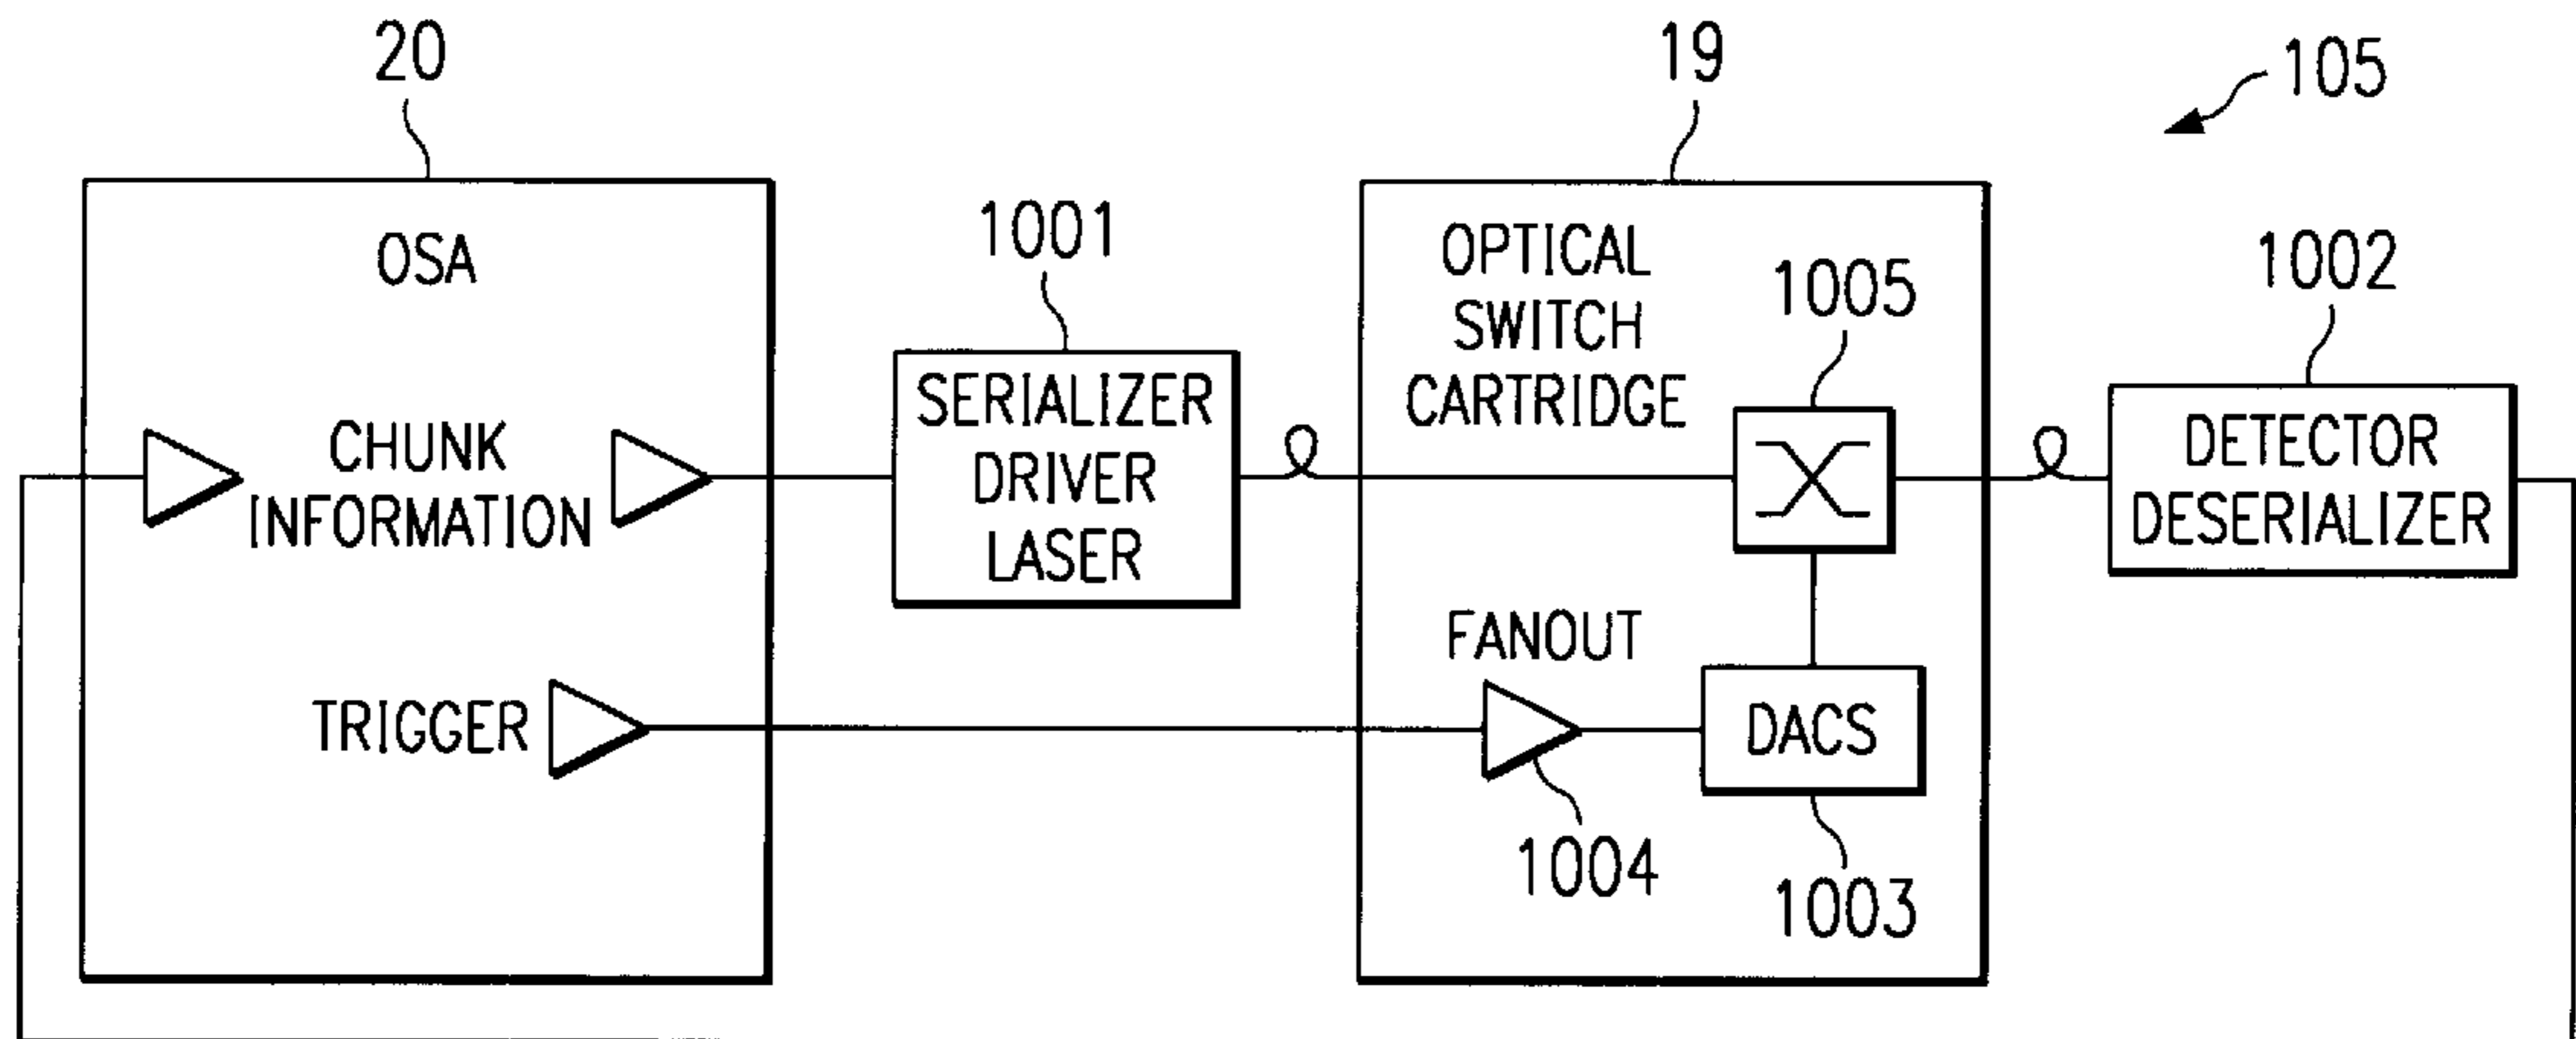 20
19
105
OSA
1001
OPTICAL
SWITCH
CARTRIDGE
1005
1002
SERIALIZER
DRIVER
LASER
DETECTOR
DESERIALIZER
CHUNK
INFORMATION
FANOUT
TRIGGER
DACS
1004
1003